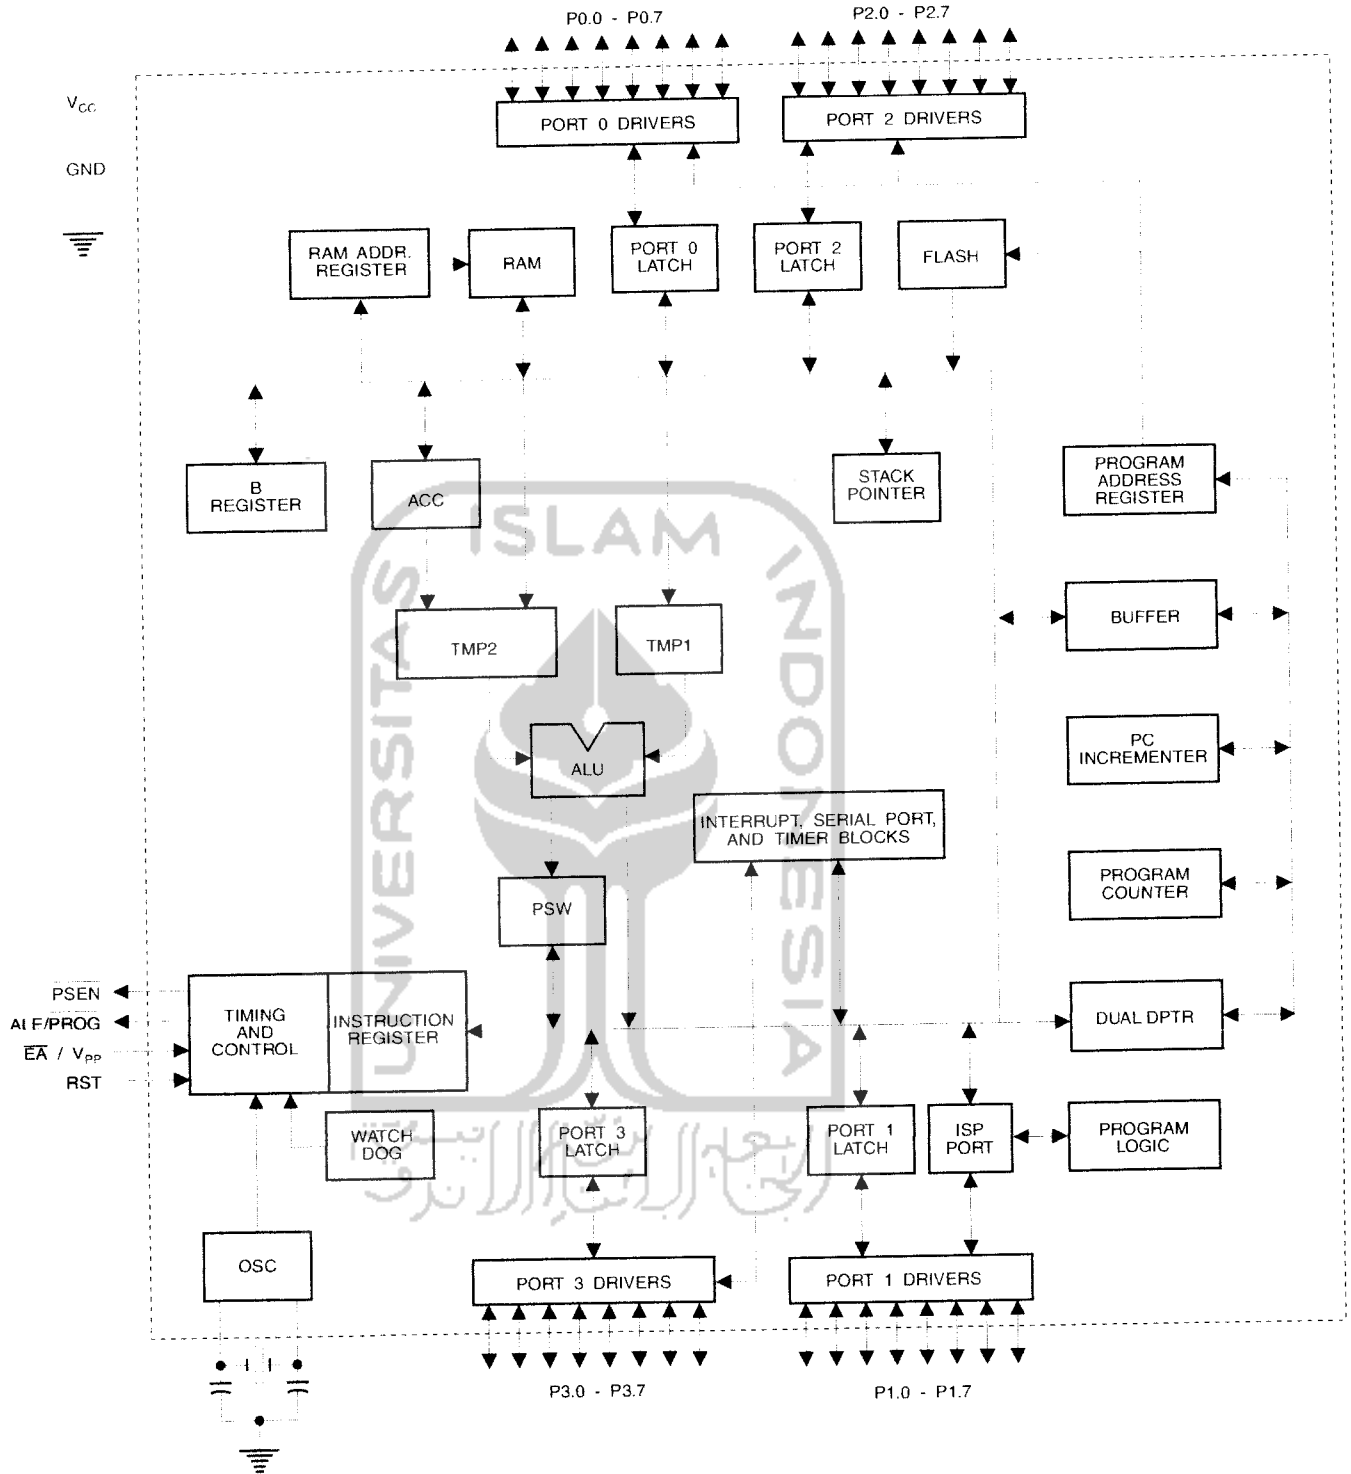 P0.0 - P0.7
P2.0 - P2.7
VCC
GND
PORT 0 DRIVERS
PORT 2 DRIVERS
RAM ADDR.
REGISTER
RAM
PORT 0
LATCH
PORT 2
LATCH
FLASH
B
REGISTER
ACC
STACK
POINTER
PROGRAM
ADDRESS
REGISTER
TMP2
TMP1
BUFFER
ALU
PC
INCREMENTER
INTERRUPT, SERIAL PORT,
AND TIMER BLOCKS
PSW
PROGRAM
COUNTER
PSEN
ALE/PROG
EA / VPP
RST
TIMING
AND
CONTROL
INSTRUCTION
REGISTER
DUAL DPTR
WATCH
DOG
PORT 3
LATCH
PORT 1
LATCH
ISP
PORT
PROGRAM
LOGIC
OSC
PORT 3 DRIVERS
PORT 1 DRIVERS
P3.0 - P3.7
P1.0 - P1.7
UNIVERSITAS
ISLAM
INDONESIA